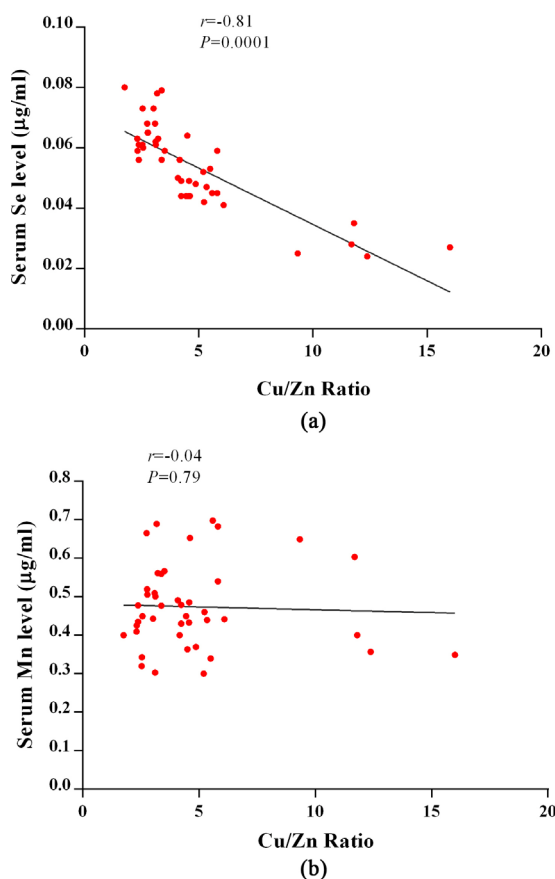 r=-0.81
P=0.0001
0.10
0.08
0.06
0.04
0.02
0.00
Serum Se level (µg/ml)
0 5 10 15 20
Cu/Zn Ratio
(a)
r=-0.04
P=0.79
0.8
0.7
0.6
0.5
0.4
0.3
0.2
0.1
0.0
Serum Mn level (µg/ml)
0 5 10 15 20
Cu/Zn Ratio
(b)